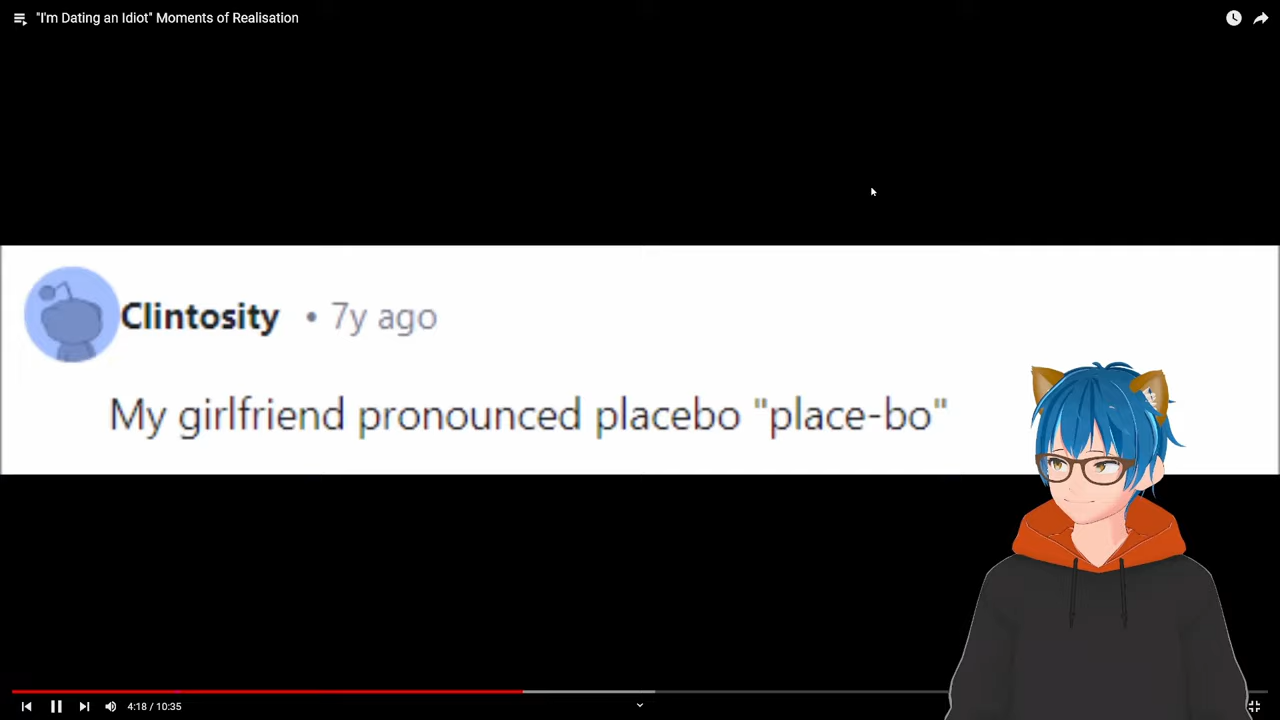 "I'm Dating an Idiot" Moments of Realisation
Clintosity • 7y ago
My girlfriend pronounced placebo "place-bo"
4:18 / 10:35